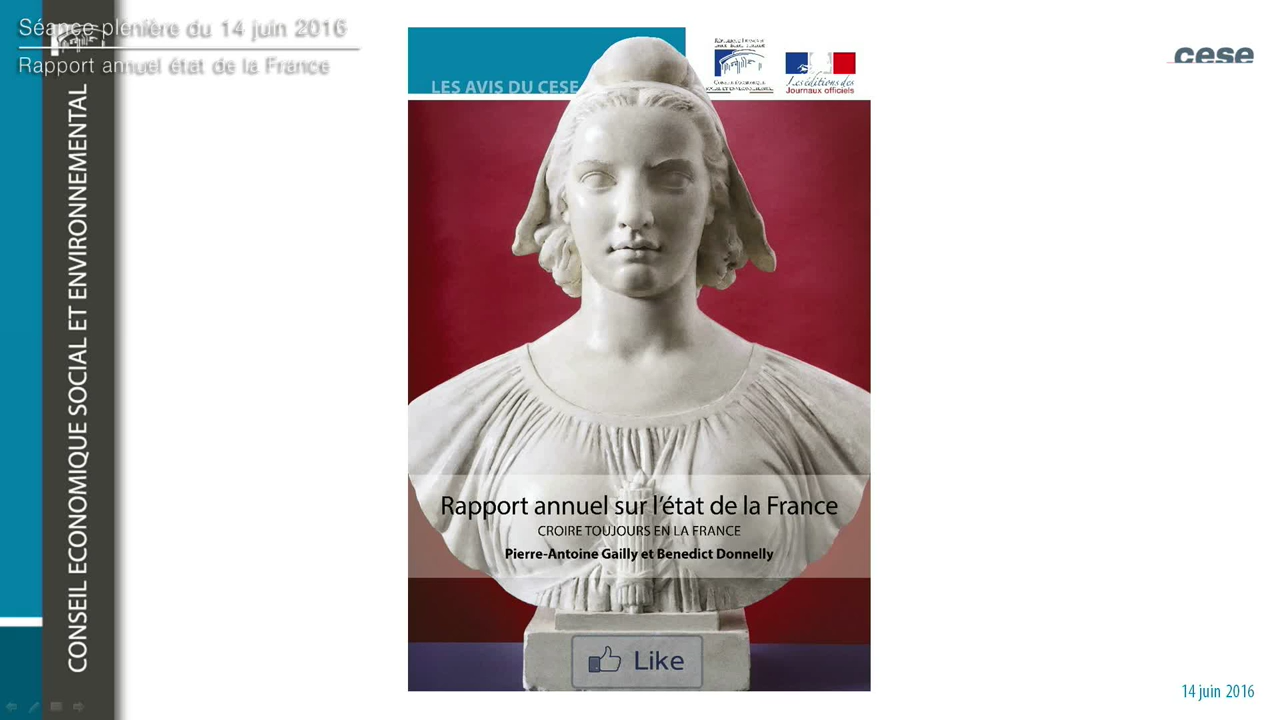 Séance plénière du 14 juin 2016
Rapport annuel état de la France
cese
CONSEIL ECONOMIQUE SOCIAL ET ENVIRONNEMENTAL
LES AVIS DU CESE
Les éditions des
Journaux officiels
Rapport annuel sur l'état de la France
CROIRE TOUJOURS EN LA FRANCE
Pierre-Antoine Gailly et Benedict Donnelly
Like
14 juin 2016